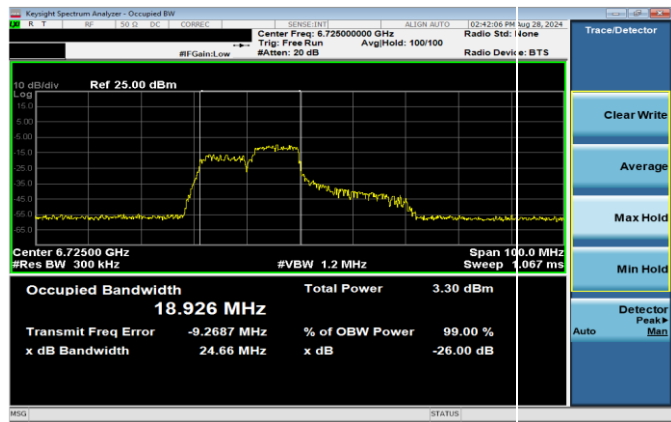 Keysight Spectrum Analyzer - Occupied BW
R T RF 50 Ω DC CORREC SENSE:INT ALIGN AUTO 02:42:06 PM Aug 28, 2024
Center Freq: 6.725000000 GHz Radio Std: None
Trig: Free Run Avg|Hold: 100/100
#IFGain:Low #Atten: 20 dB Radio Device: BTS
Trace/Detector
10 dB/div Ref 25.00 dBm
Log
15.0
5.00
-5.00
-15.0
-25.0
-35.0
-45.0
-55.0
-65.0
Center 6.72500 GHz Span 100.0 MHz
#Res BW 300 kHz #VBW 1.2 MHz Sweep 1.067 ms
Occupied Bandwidth Total Power 3.30 dBm
18.926 MHz
Transmit Freq Error -9.2687 MHz % of OBW Power 99.00 %
x dB Bandwidth 24.66 MHz x dB -26.00 dB
Clear Write
Average
Max Hold
Min Hold
Detector
Peak▶
Auto Man
MSG STATUS